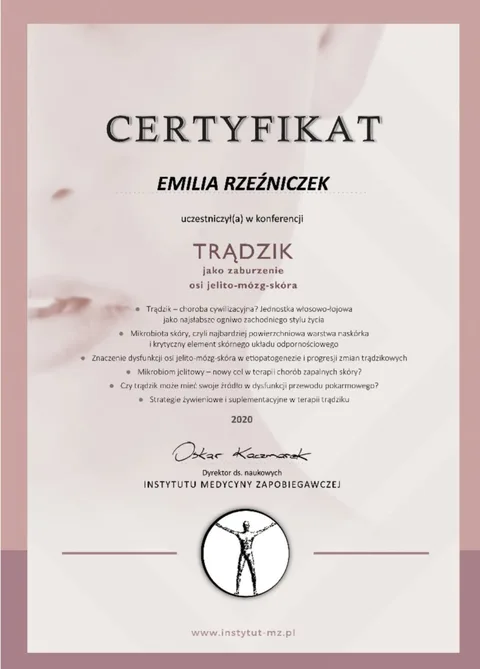 CERTYFIKAT
EMILIA RZEŹNICZEK
uczestniczył(a) w konferencji
TRĄDZIK
jako zaburzenie
osi jelito-mózg-skóra
• Trądzik – choroba cywilizacyjna? Jednostka włosowo-łojowa
jako najsłabsze ogniwo zachodniego stylu życia
• Mikrobiota skóry, czyli najbardziej powierzchniowa warstwa naskórka
i krytyczny element skórnego układu odpornościowego
• Znaczenie dysfunkcji osi jelito-mózg-skóra w etiopatogenezie i progresji zmian trądzikowych
• Mikrobiom jelitowy – nowy cel w terapii chorób zapalnych skóry?
• Czy trądzik może mieć swoje źródło w dysfunkcji przewodu pokarmowego?
• Strategie żywieniowe i suplementacyjne w terapii trądziku
2020
Oskar Kaczmarek
Dyrektor ds. naukowych
INSTYTUTU MEDYCYNY ZAPOBIEGAWCZEJ
www.instytut-mz.pl